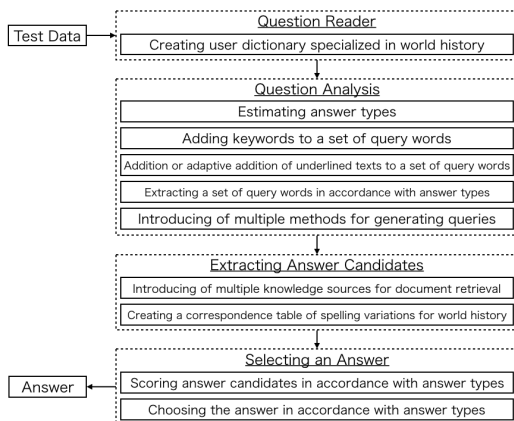 Question Reader
Test Data
Creating user dictionary specialized in world history
Question Analysis
Estimating answer types
Adding keywords to a set of query words
Addition or adaptive addition of underlined texts to a set of query words
Extracting a set of query words in accordance with answer types
Introducing of multiple methods for generating queries
Extracting Answer Candidates
Introducing of multiple knowledge sources for document retrieval
Creating a correspondence table of spelling variations for world history
Selecting an Answer
Answer
Scoring answer candidates in accordance with answer types
Choosing the answer in accordance with answer types